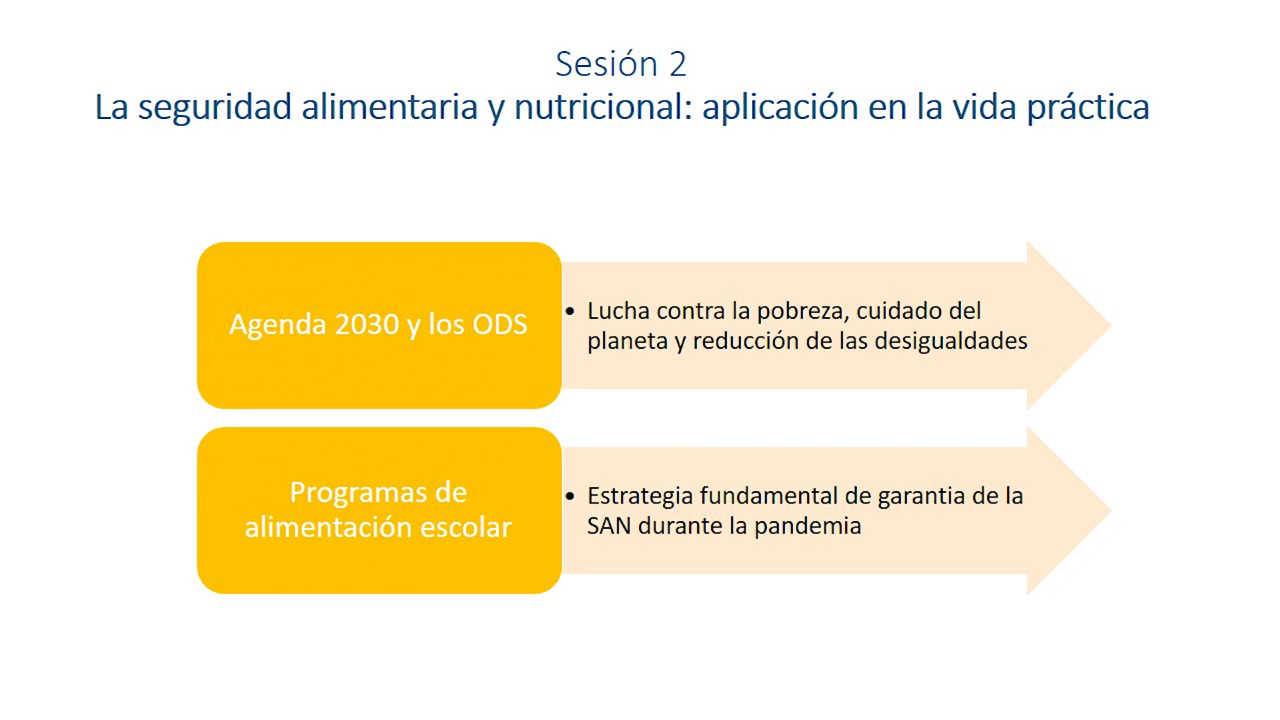 Sesión 2
La seguridad alimentaria y nutricional: aplicación en la vida práctica
Agenda 2030 y los ODS
• Lucha contra la pobreza, cuidado del
planeta y reducción de las desigualdades
Programas de
alimentación escolar
• Estrategia fundamental de garantia de la
SAN durante la pandemia